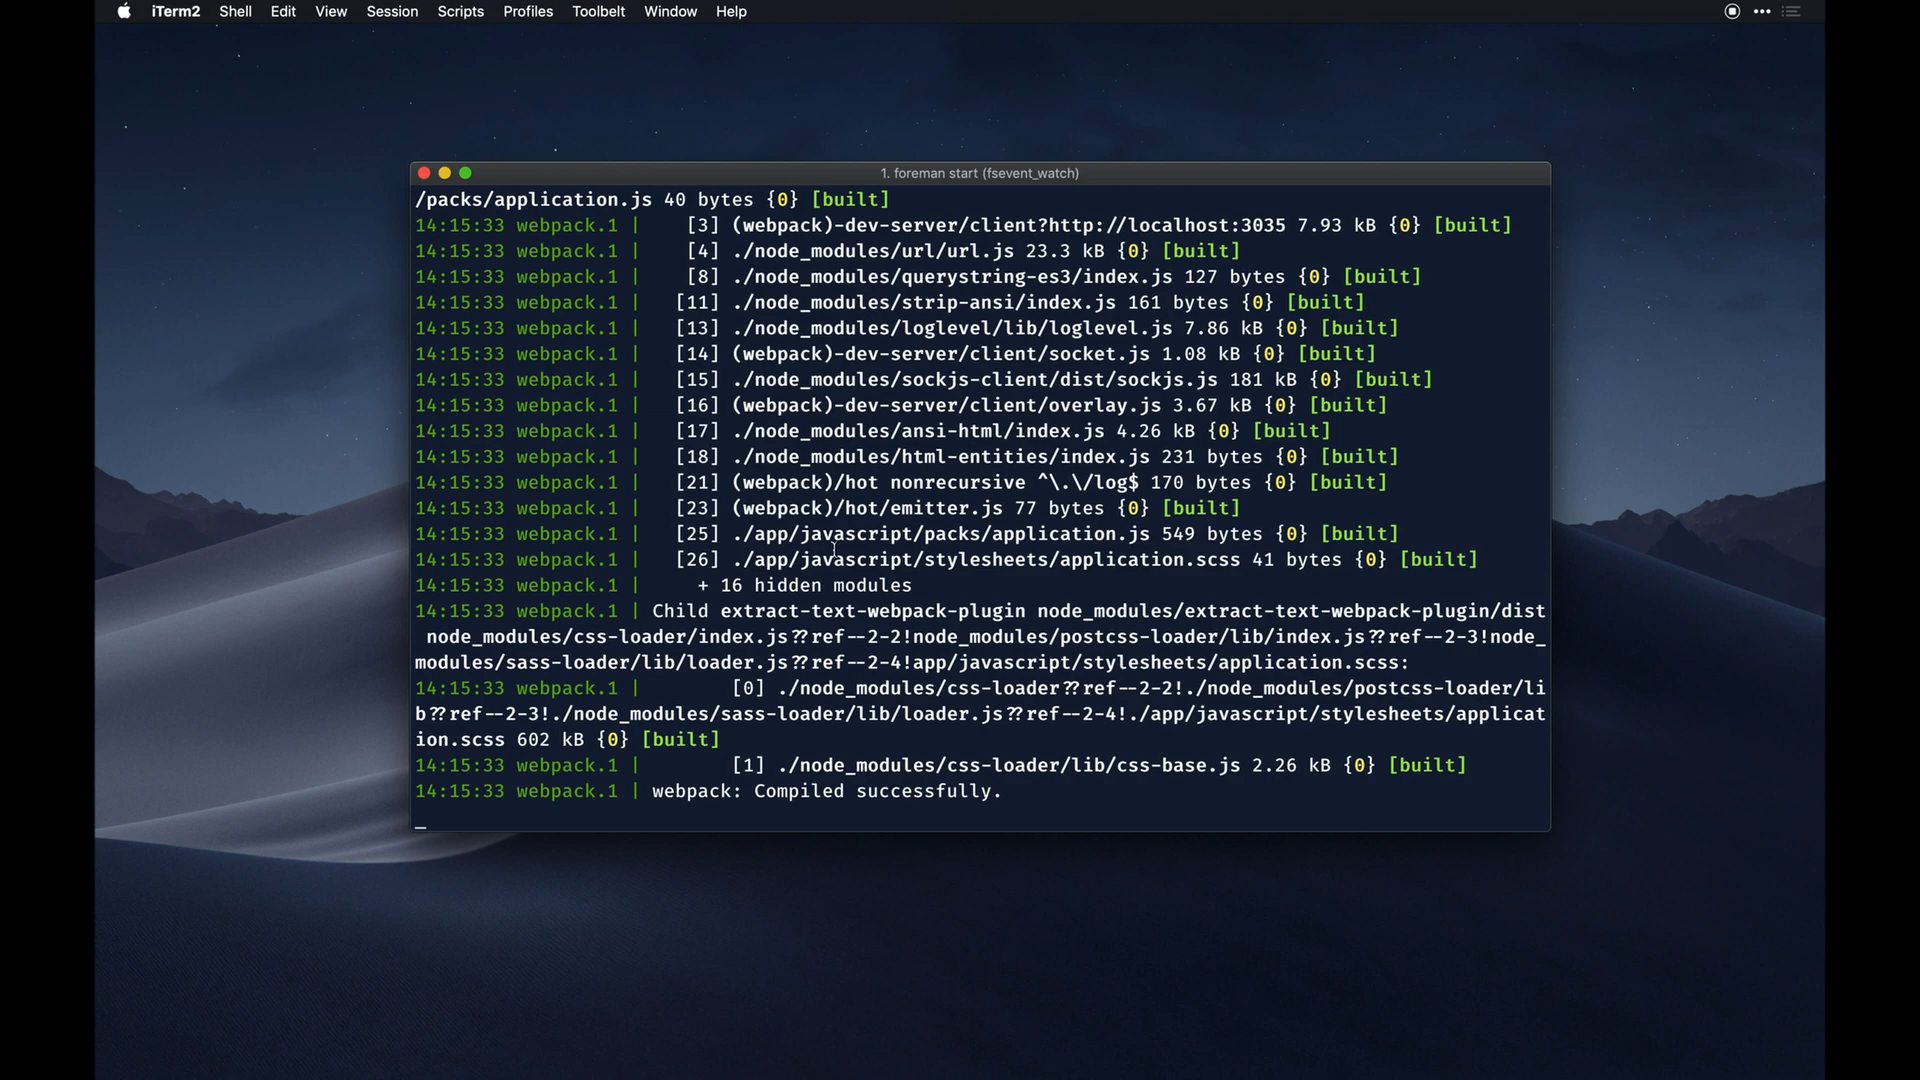 iTerm2 Shell Edit View Session Scripts Profiles Toolbelt Window Help
1. foreman start (fsevent_watch)
/packs/application.js 40 bytes {0} [built]
14:15:33 webpack.1 |    [3] (webpack)-dev-server/client?http://localhost:3035 7.93 kB {0} [built]
14:15:33 webpack.1 |    [4] ./node_modules/url/url.js 23.3 kB {0} [built]
14:15:33 webpack.1 |    [8] ./node_modules/querystring-es3/index.js 127 bytes {0} [built]
14:15:33 webpack.1 |   [11] ./node_modules/strip-ansi/index.js 161 bytes {0} [built]
14:15:33 webpack.1 |   [13] ./node_modules/loglevel/lib/loglevel.js 7.86 kB {0} [built]
14:15:33 webpack.1 |   [14] (webpack)-dev-server/client/socket.js 1.08 kB {0} [built]
14:15:33 webpack.1 |   [15] ./node_modules/sockjs-client/dist/sockjs.js 181 kB {0} [built]
14:15:33 webpack.1 |   [16] (webpack)-dev-server/client/overlay.js 3.67 kB {0} [built]
14:15:33 webpack.1 |   [17] ./node_modules/ansi-html/index.js 4.26 kB {0} [built]
14:15:33 webpack.1 |   [18] ./node_modules/html-entities/index.js 231 bytes {0} [built]
14:15:33 webpack.1 |   [21] (webpack)/hot nonrecursive ^\.\/log$ 170 bytes {0} [built]
14:15:33 webpack.1 |   [23] (webpack)/hot/emitter.js 77 bytes {0} [built]
14:15:33 webpack.1 |   [25] ./app/javascript/packs/application.js 549 bytes {0} [built]
14:15:33 webpack.1 |   [26] ./app/javascript/stylesheets/application.scss 41 bytes {0} [built]
14:15:33 webpack.1 |     + 16 hidden modules
14:15:33 webpack.1 | Child extract-text-webpack-plugin node_modules/extract-text-webpack-plugin/dist
 node_modules/css-loader/index.js??ref--2-2!node_modules/postcss-loader/lib/index.js??ref--2-3!node_
modules/sass-loader/lib/loader.js??ref--2-4!app/javascript/stylesheets/application.scss:
14:15:33 webpack.1 |        [0] ./node_modules/css-loader??ref--2-2!./node_modules/postcss-loader/li
b??ref--2-3!./node_modules/sass-loader/lib/loader.js??ref--2-4!./app/javascript/stylesheets/applicat
ion.scss 602 kB {0} [built]
14:15:33 webpack.1 |        [1] ./node_modules/css-loader/lib/css-base.js 2.26 kB {0} [built]
14:15:33 webpack.1 | webpack: Compiled successfully.